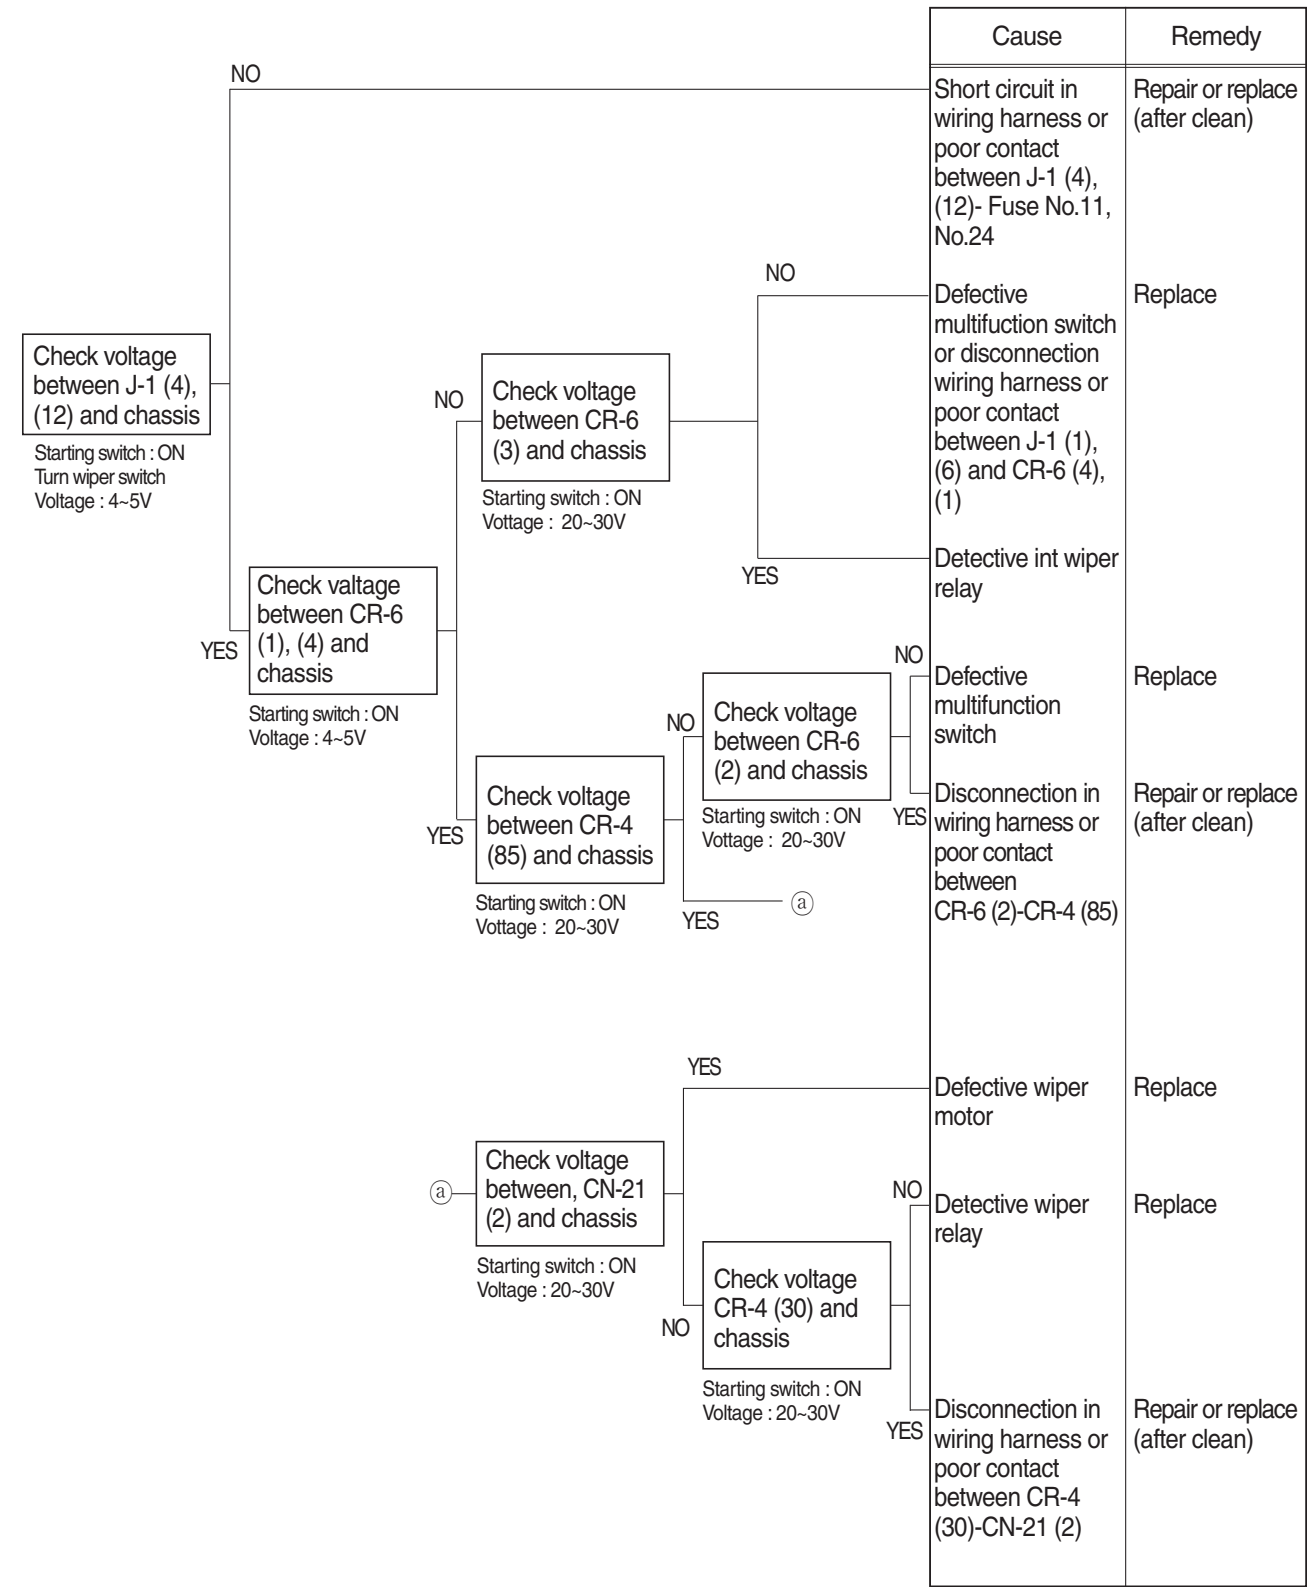 Cause
Remedy
NO
Short circuit in
wiring harness or
poor contact
between J-1 (4),
(12)- Fuse No.11,
No.24
Repair or replace
(after clean)
NO
Defective
multifuction switch
or disconnection
wiring harness or
poor contact
between J-1 (1),
(6) and CR-6 (4),
(1)
Replace
Check voltage
between J-1 (4),
(12) and chassis
Starting switch : ON
Turn wiper switch
Voltage : 4~5V
NO
Check voltage
between CR-6
(3) and chassis
Starting switch : ON
Vottage : 20~30V
YES
Detective int wiper
relay
YES
Check valtage
between CR-6
(1), (4) and
chassis
Starting switch : ON
Voltage : 4~5V
NO
Defective
multifunction
switch
Replace
NO
Check voltage
between CR-6
(2) and chassis
Starting switch : ON
Vottage : 20~30V
YES
Disconnection in
wiring harness or
poor contact
between
CR-6 (2)-CR-4 (85)
Repair or replace
(after clean)
YES
Check voltage
between CR-4
(85) and chassis
Starting switch : ON
Vottage : 20~30V
YES
ⓐ
YES
Defective wiper
motor
Replace
ⓐ
Check voltage
between, CN-21
(2) and chassis
Starting switch : ON
Voltage : 20~30V
NO
Detective wiper
relay
Replace
NO
Check voltage
CR-4 (30) and
chassis
Starting switch : ON
Voltage : 20~30V
YES
Disconnection in
wiring harness or
poor contact
between CR-4
(30)-CN-21 (2)
Repair or replace
(after clean)